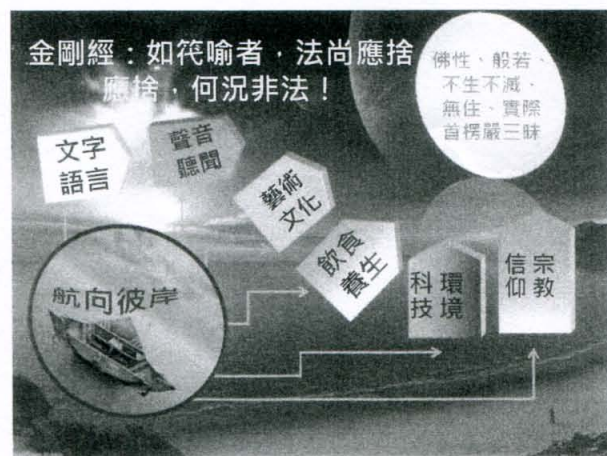 金剛經：如筏喻者，法尚應捨
應捨，何況非法！
佛性、般若、
不生不滅、
無住、實際
首楞嚴三昧
文字
語言
聲音
聽聞
藝術
文化
飲食
養生
科技
環境
信仰
宗教
航向彼岸